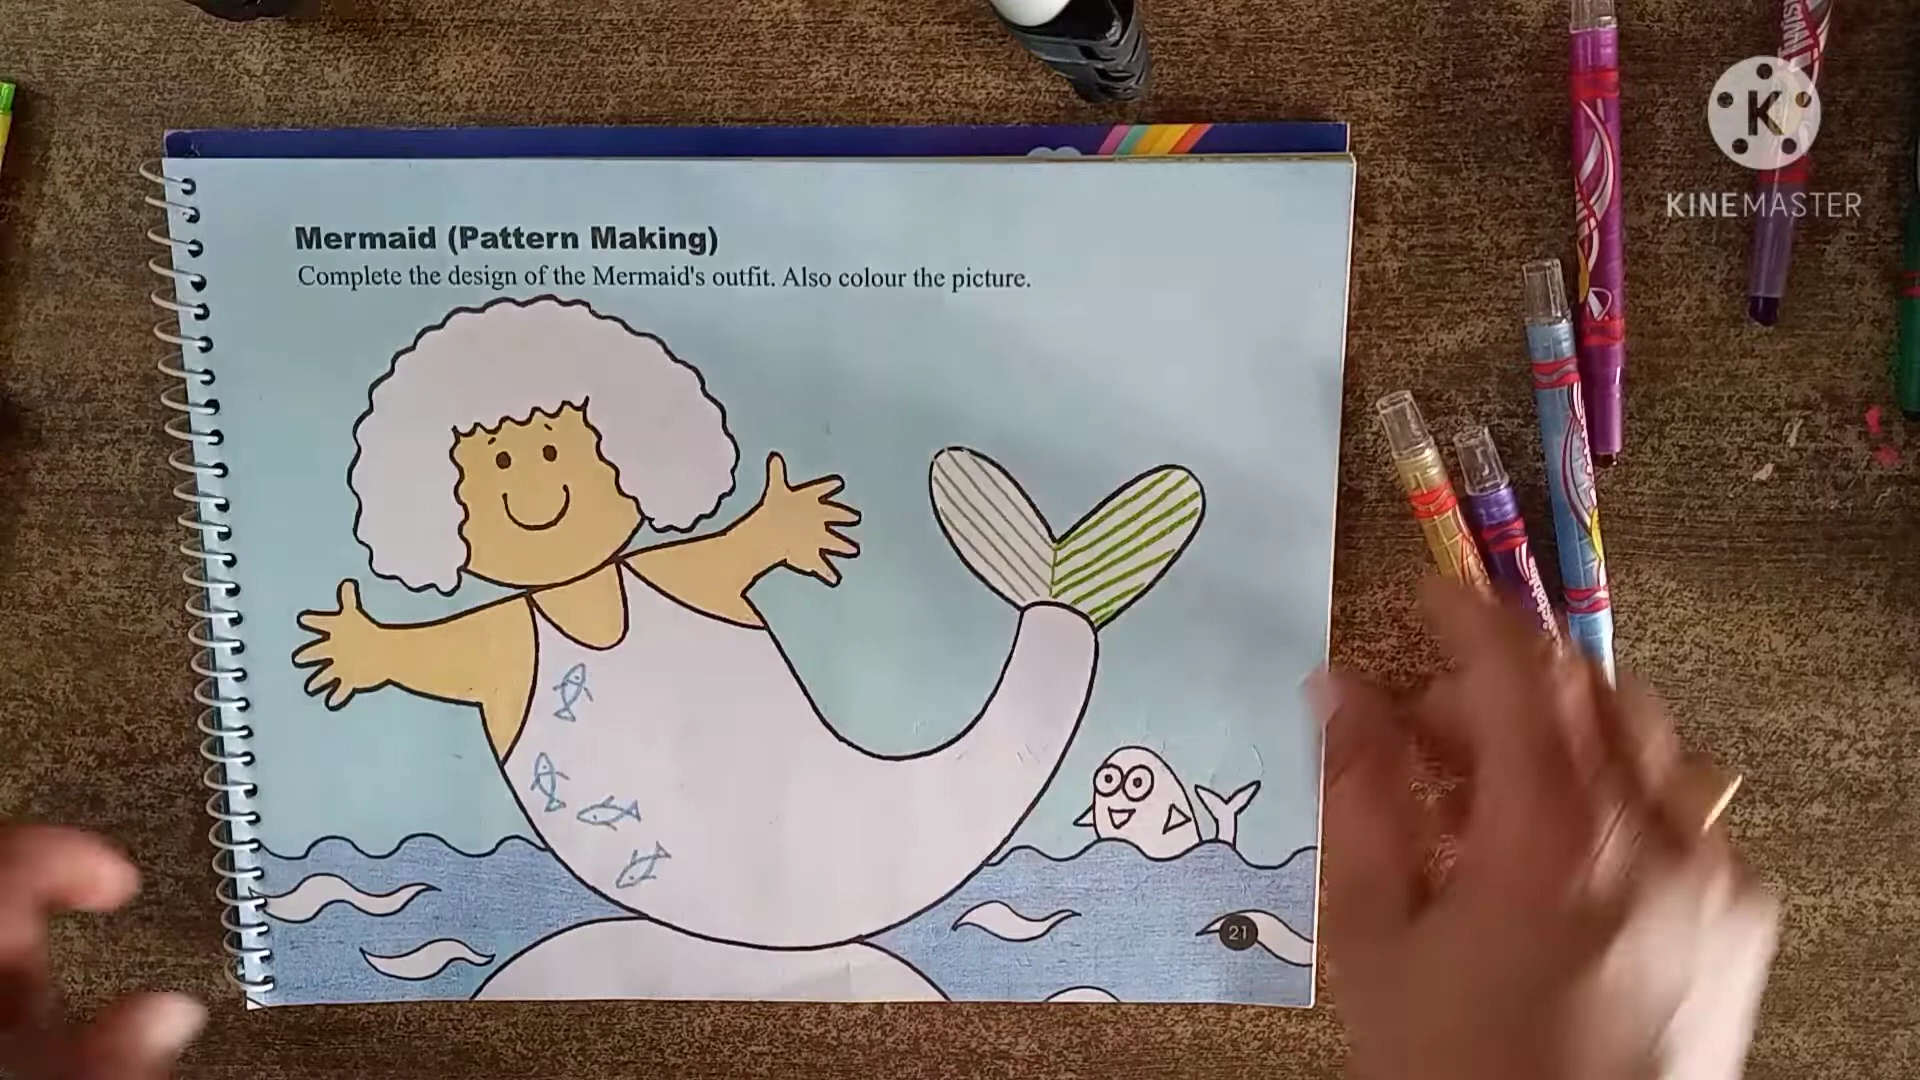 Mermaid (Pattern Making)
Complete the design of the Mermaid's outfit. Also colour the picture.
21
K
KINEMASTER